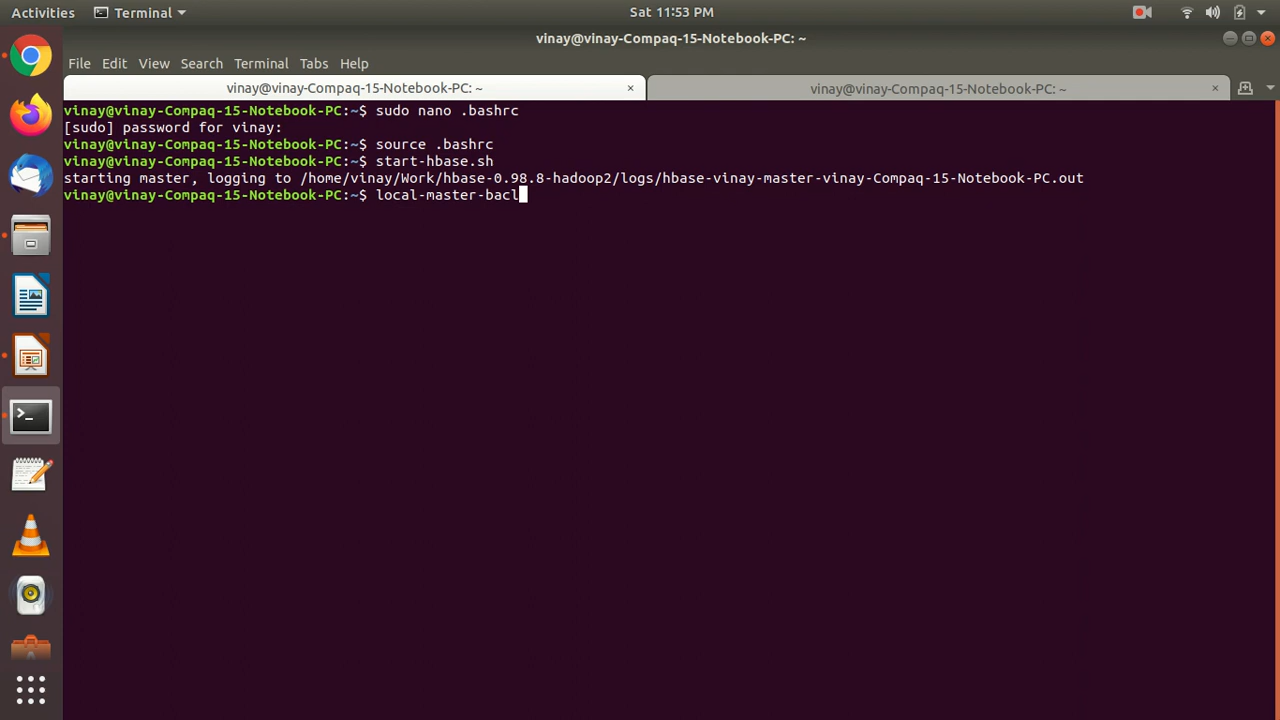 Activities Terminal Sat 11:53 PM
vinay@vinay-Compaq-15-Notebook-PC: ~
File Edit View Search Terminal Tabs Help
vinay@vinay-Compaq-15-Notebook-PC: ~ × vinay@vinay-Compaq-15-Notebook-PC: ~ ×
vinay@vinay-Compaq-15-Notebook-PC:~$ sudo nano .bashrc
[sudo] password for vinay:
vinay@vinay-Compaq-15-Notebook-PC:~$ source .bashrc
vinay@vinay-Compaq-15-Notebook-PC:~$ start-hbase.sh
starting master, logging to /home/vinay/Work/hbase-0.98.8-hadoop2/logs/hbase-vinay-master-vinay-Compaq-15-Notebook-PC.out
vinay@vinay-Compaq-15-Notebook-PC:~$ local-master-bacl